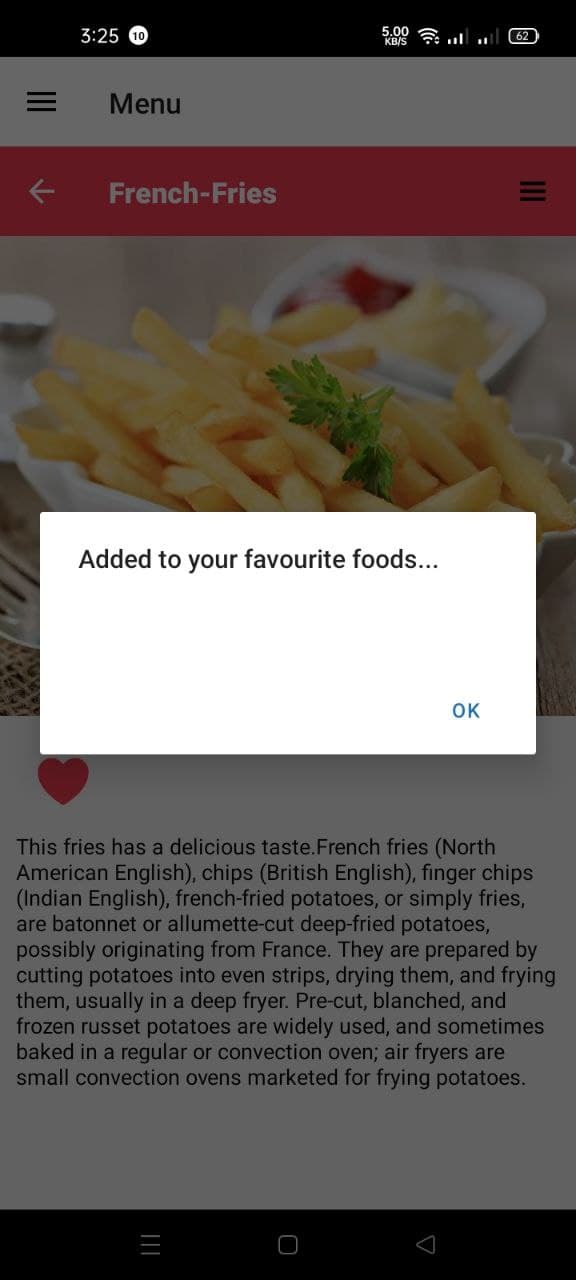 3:25 10 5.00 KB/S 62
Menu
French-Fries
Added to your favourite foods...
OK
This fries has a delicious taste.French fries (North
American English), chips (British English), finger chips
(Indian English), french-fried potatoes, or simply fries,
are batonnet or allumette-cut deep-fried potatoes,
possibly originating from France. They are prepared by
cutting potatoes into even strips, drying them, and frying
them, usually in a deep fryer. Pre-cut, blanched, and
frozen russet potatoes are widely used, and sometimes
baked in a regular or convection oven; air fryers are
small convection ovens marketed for frying potatoes.